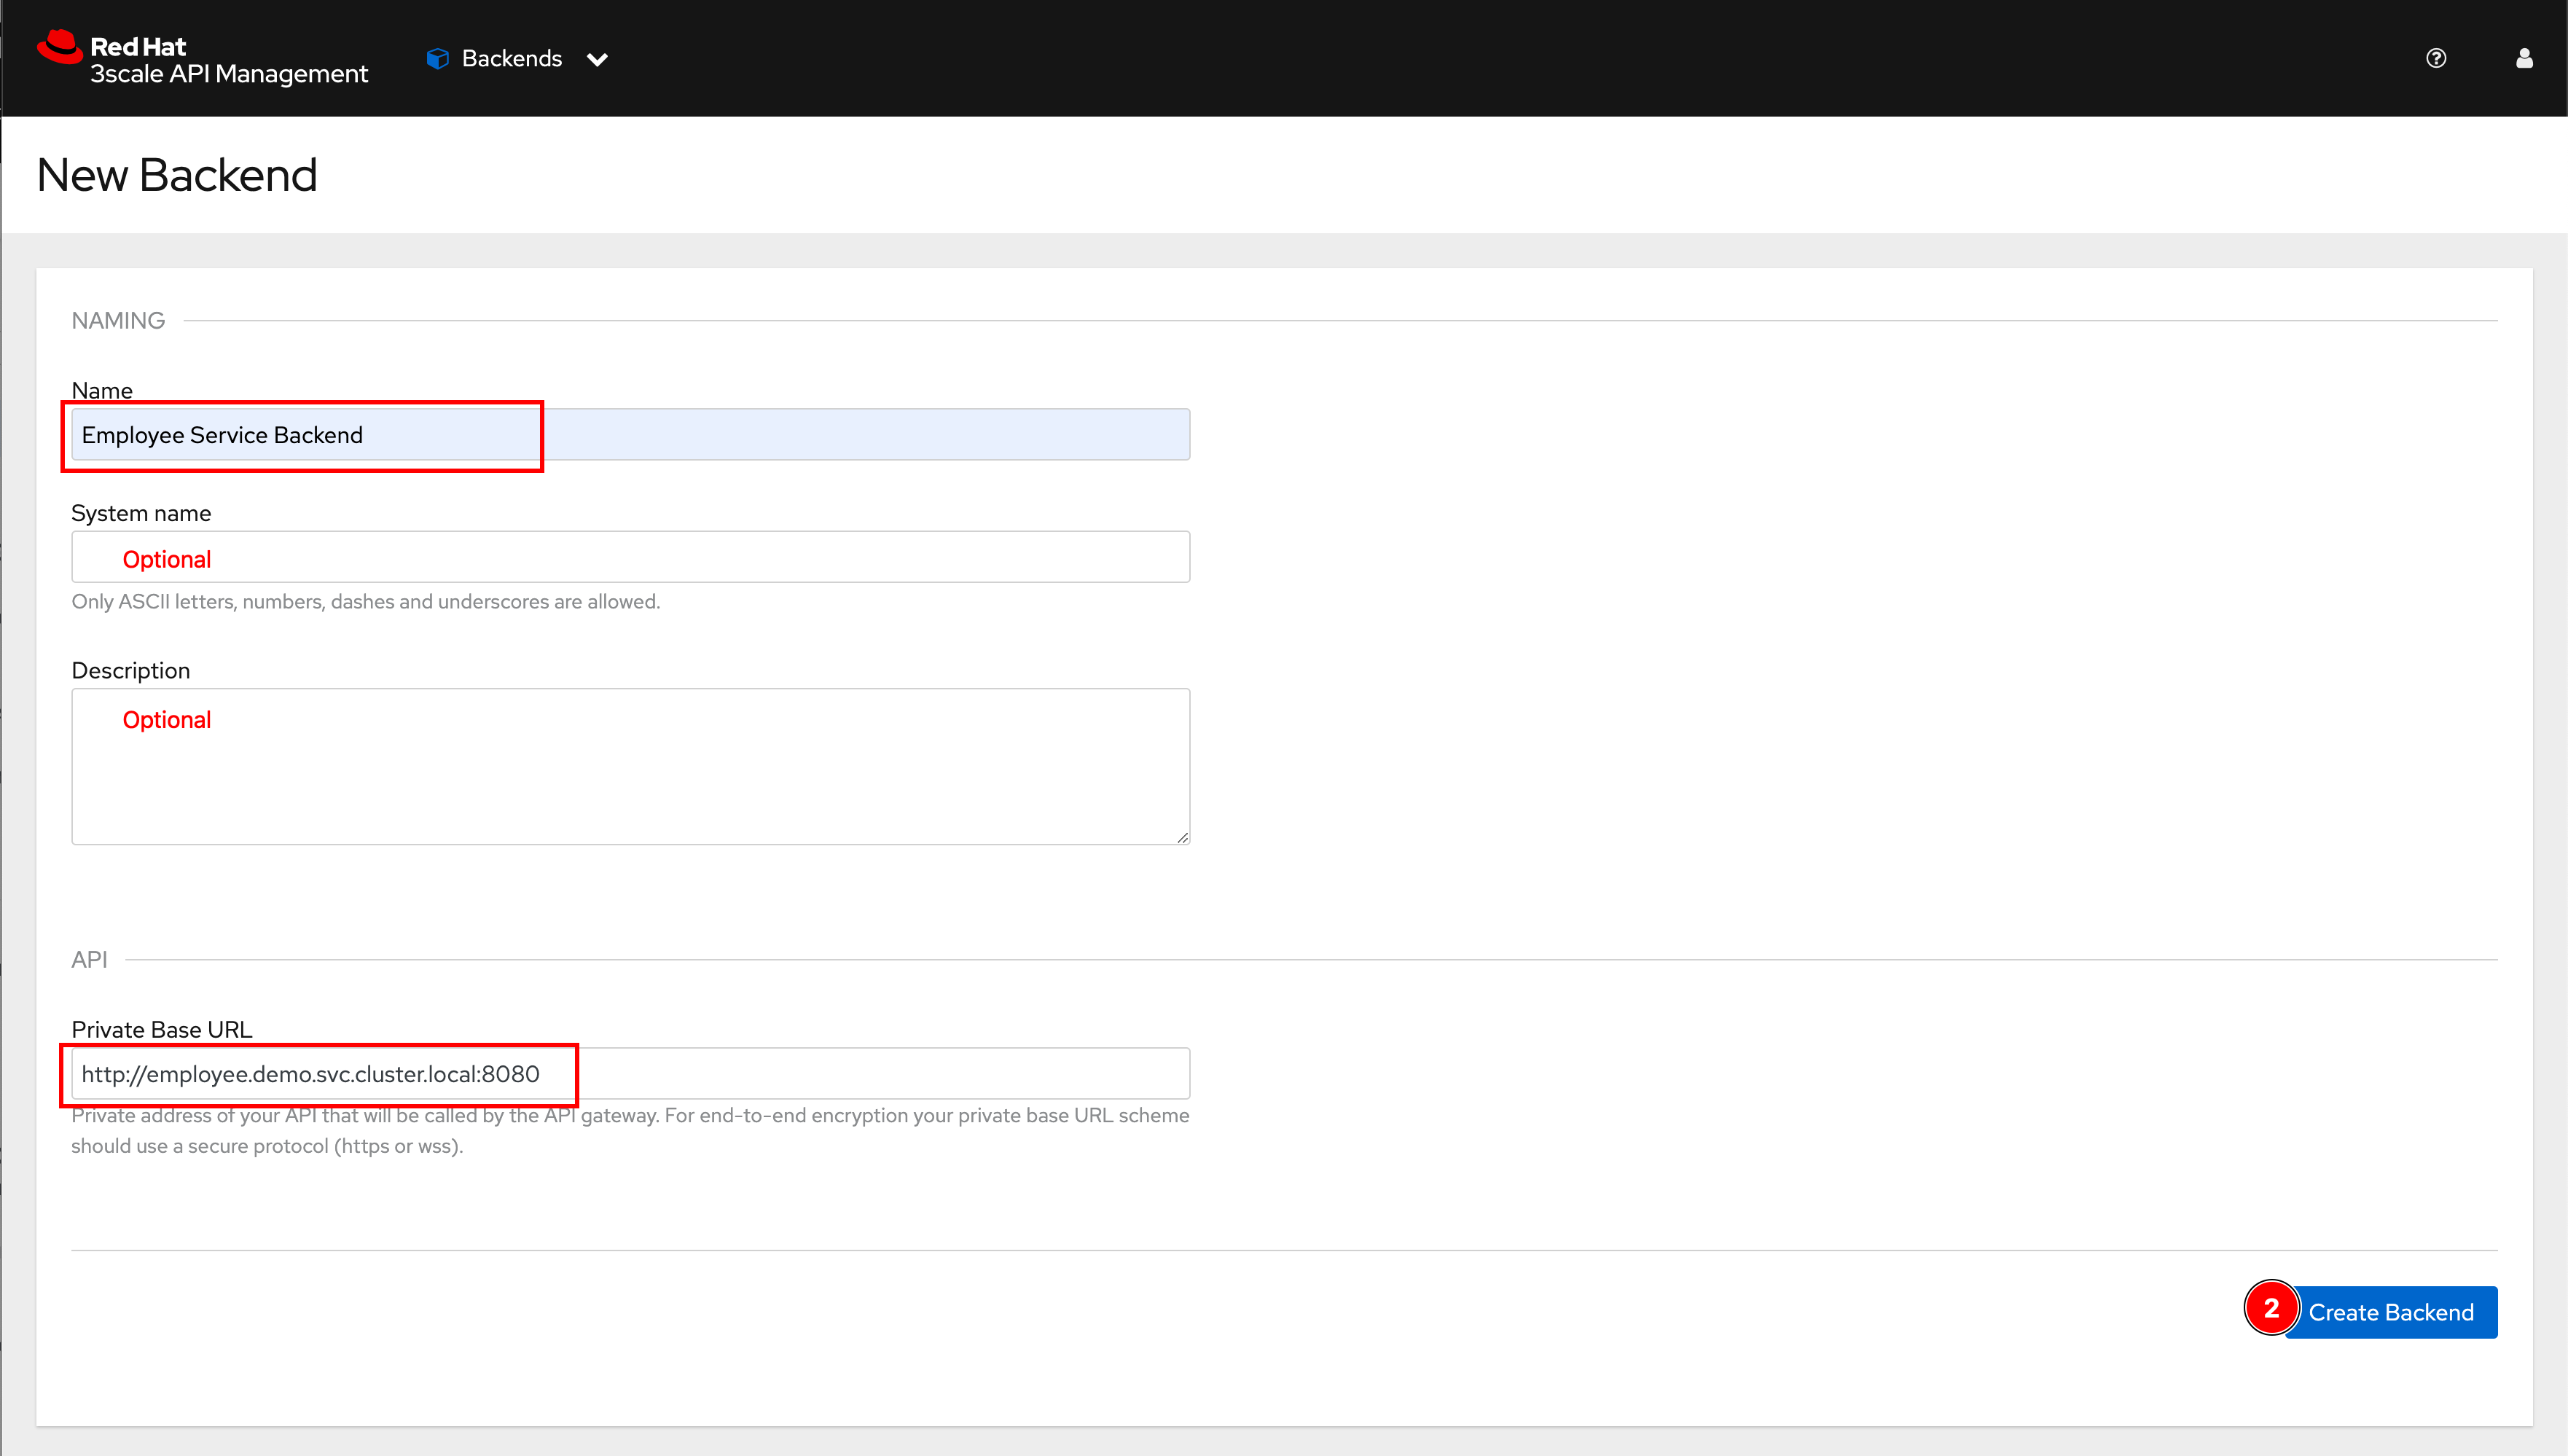 Red Hat
3scale API Management
Backends
New Backend
NAMING
Name
Employee Service Backend
System name
Optional
Only ASCII letters, numbers, dashes and underscores are allowed.
Description
Optional
API
Private Base URL
http://employee.demo.svc.cluster.local:8080
Private address of your API that will be called by the API gateway. For end-to-end encryption your private base URL scheme
should use a secure protocol (https or wss).
2
Create Backend